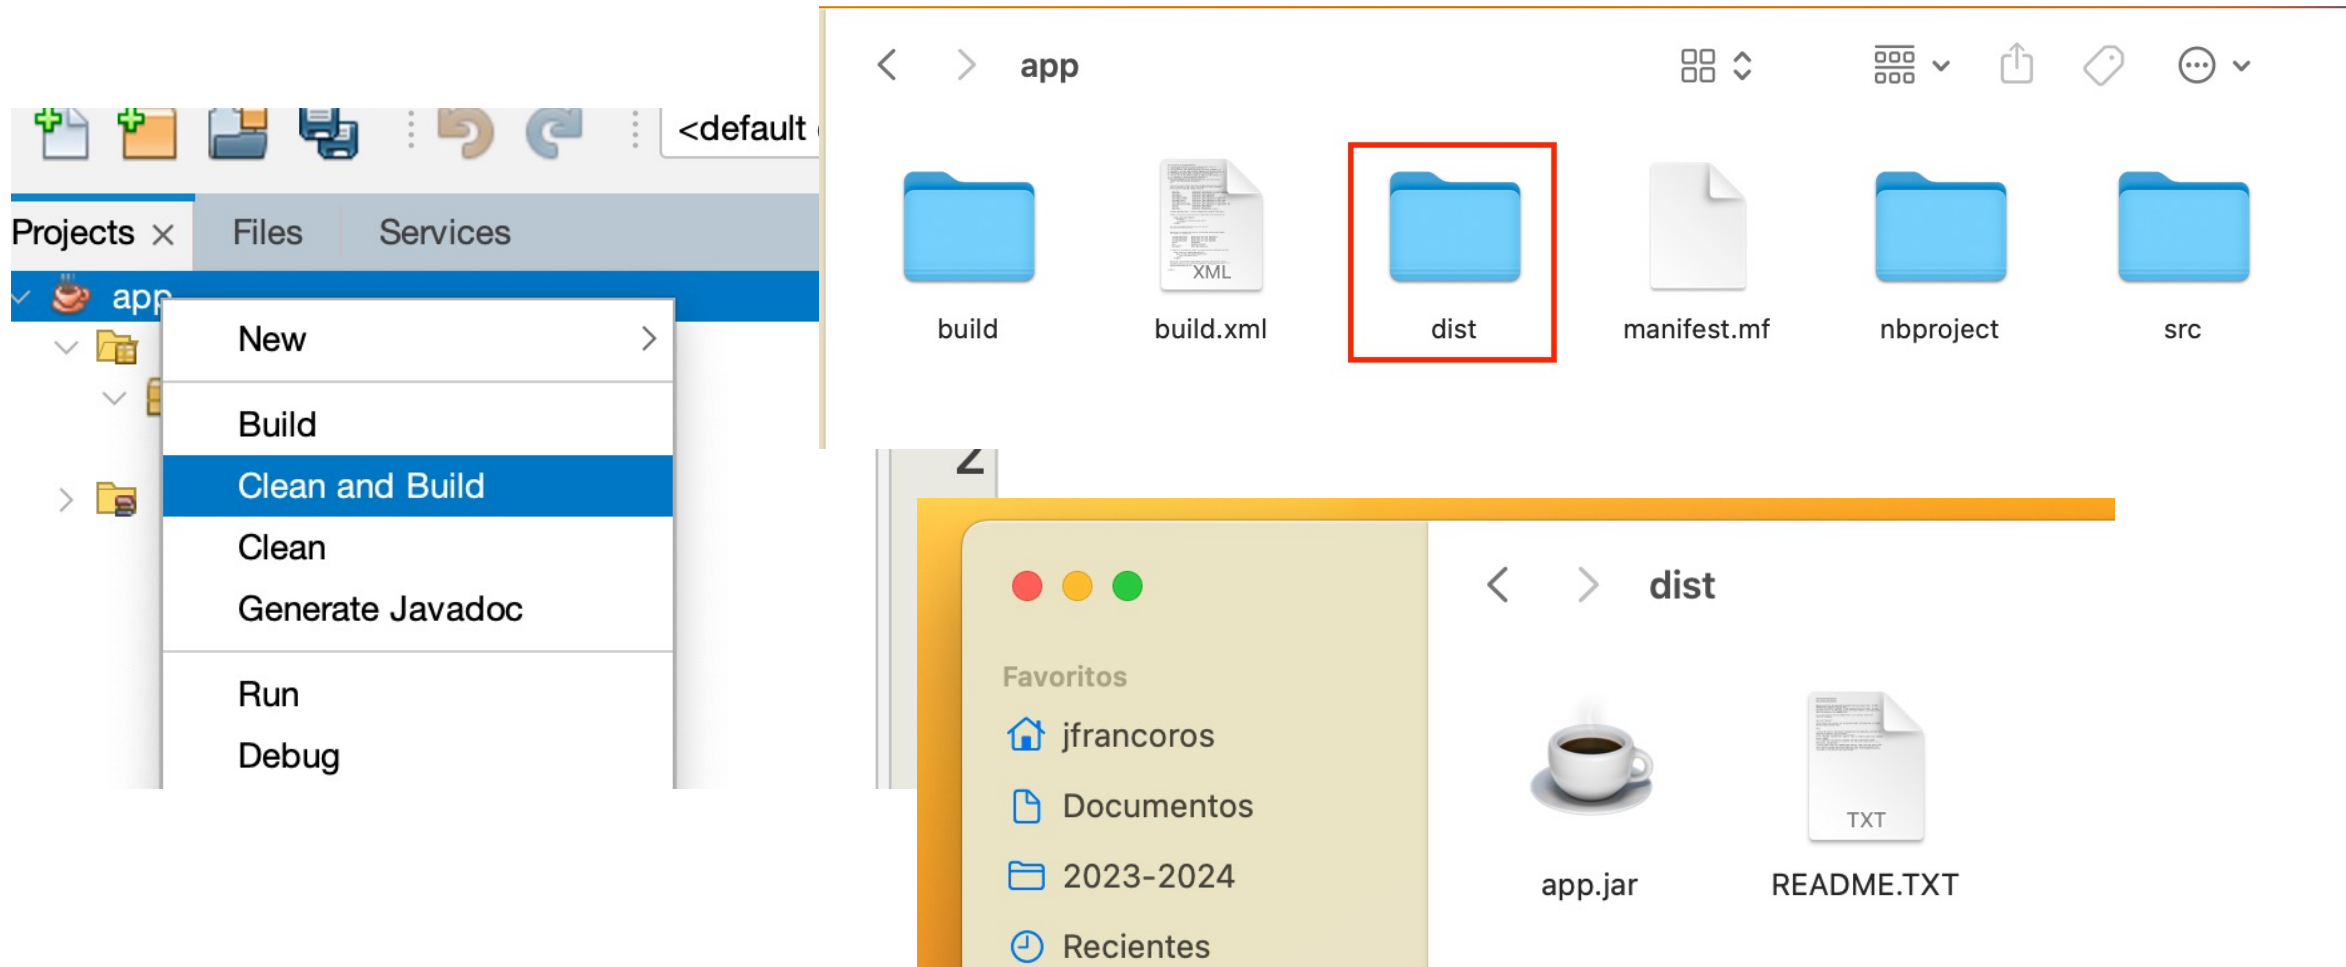 <default
Projects
Files
Services
app
New
Build
Clean and Build
Clean
Generate Javadoc
Run
Debug
app
XML
build
build.xml
dist
manifest.mf
nbproject
src
2
dist
Favoritos
jfrancoros
Documentos
2023-2024
Recientes
TXT
app.jar
README.TXT